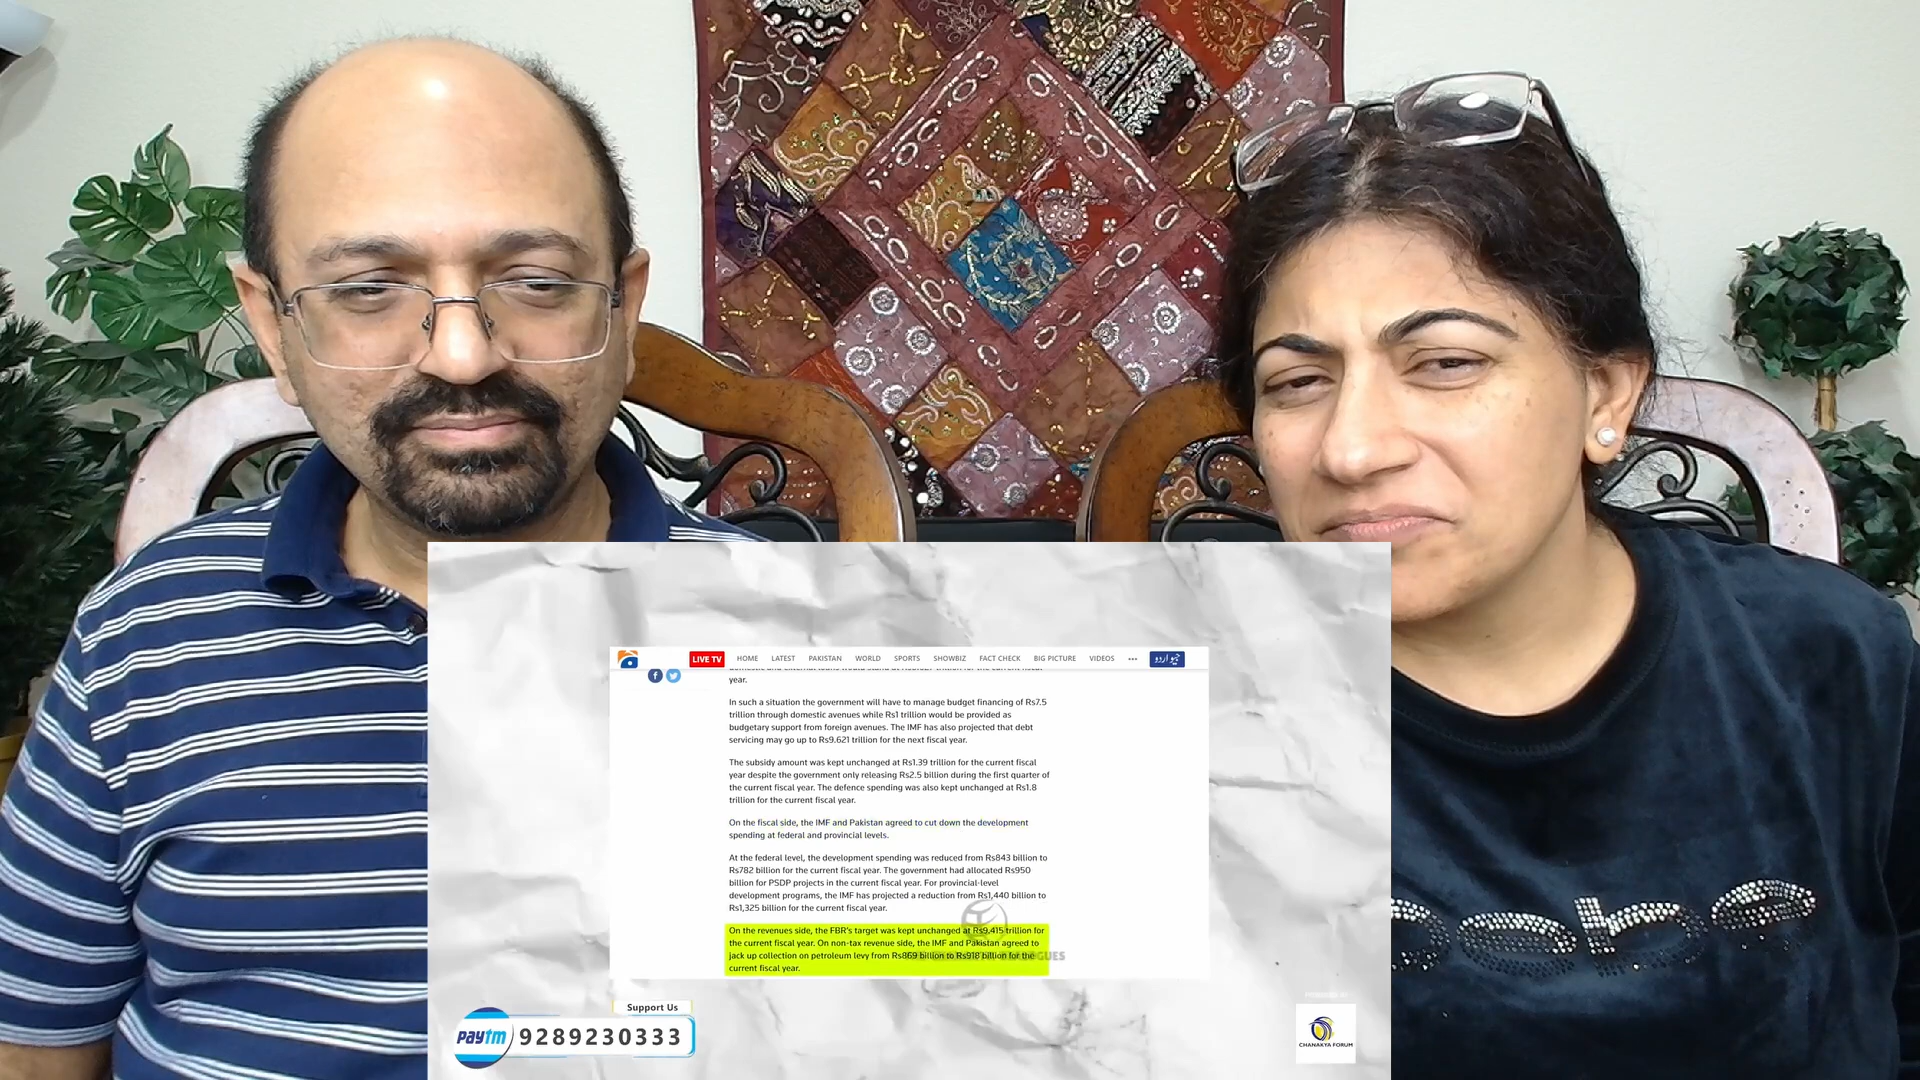 LIVE TV HOME LATEST PAKISTAN WORLD SPORTS SHOWBIZ FACT CHECK BIG PICTURE VIDEOS ••• جیو اردو
year.
In such a situation the government will have to manage budget financing of Rs7.5
trillion through domestic avenues while Rs1 trillion would be provided as
budgetary support from foreign avenues. The IMF has also projected that debt
servicing may go up to Rs9.621 trillion for the next fiscal year.
The subsidy amount was kept unchanged at Rs1.39 trillion for the current fiscal
year despite the government only releasing Rs2.5 billion during the first quarter of
the current fiscal year. The defence spending was also kept unchanged at Rs1.8
trillion for the current fiscal year.
On the fiscal side, the IMF and Pakistan agreed to cut down the development
spending at federal and provincial levels.
At the federal level, the development spending was reduced from Rs843 billion to
Rs782 billion for the current fiscal year. The government had allocated Rs950
billion for PSDP projects in the current fiscal year. For provincial-level
development programs, the IMF has projected a reduction from Rs1,440 billion to
Rs1,325 billion for the current fiscal year.
On the revenues side, the FBR's target was kept unchanged at Rs9.415 trillion for
the current fiscal year. On non-tax revenue side, the IMF and Pakistan agreed to
jack up collection on petroleum levy from Rs869 billion to Rs918 billion for the
current fiscal year.
Support Us
paytm 9289230333
CHANAKYA FORUM